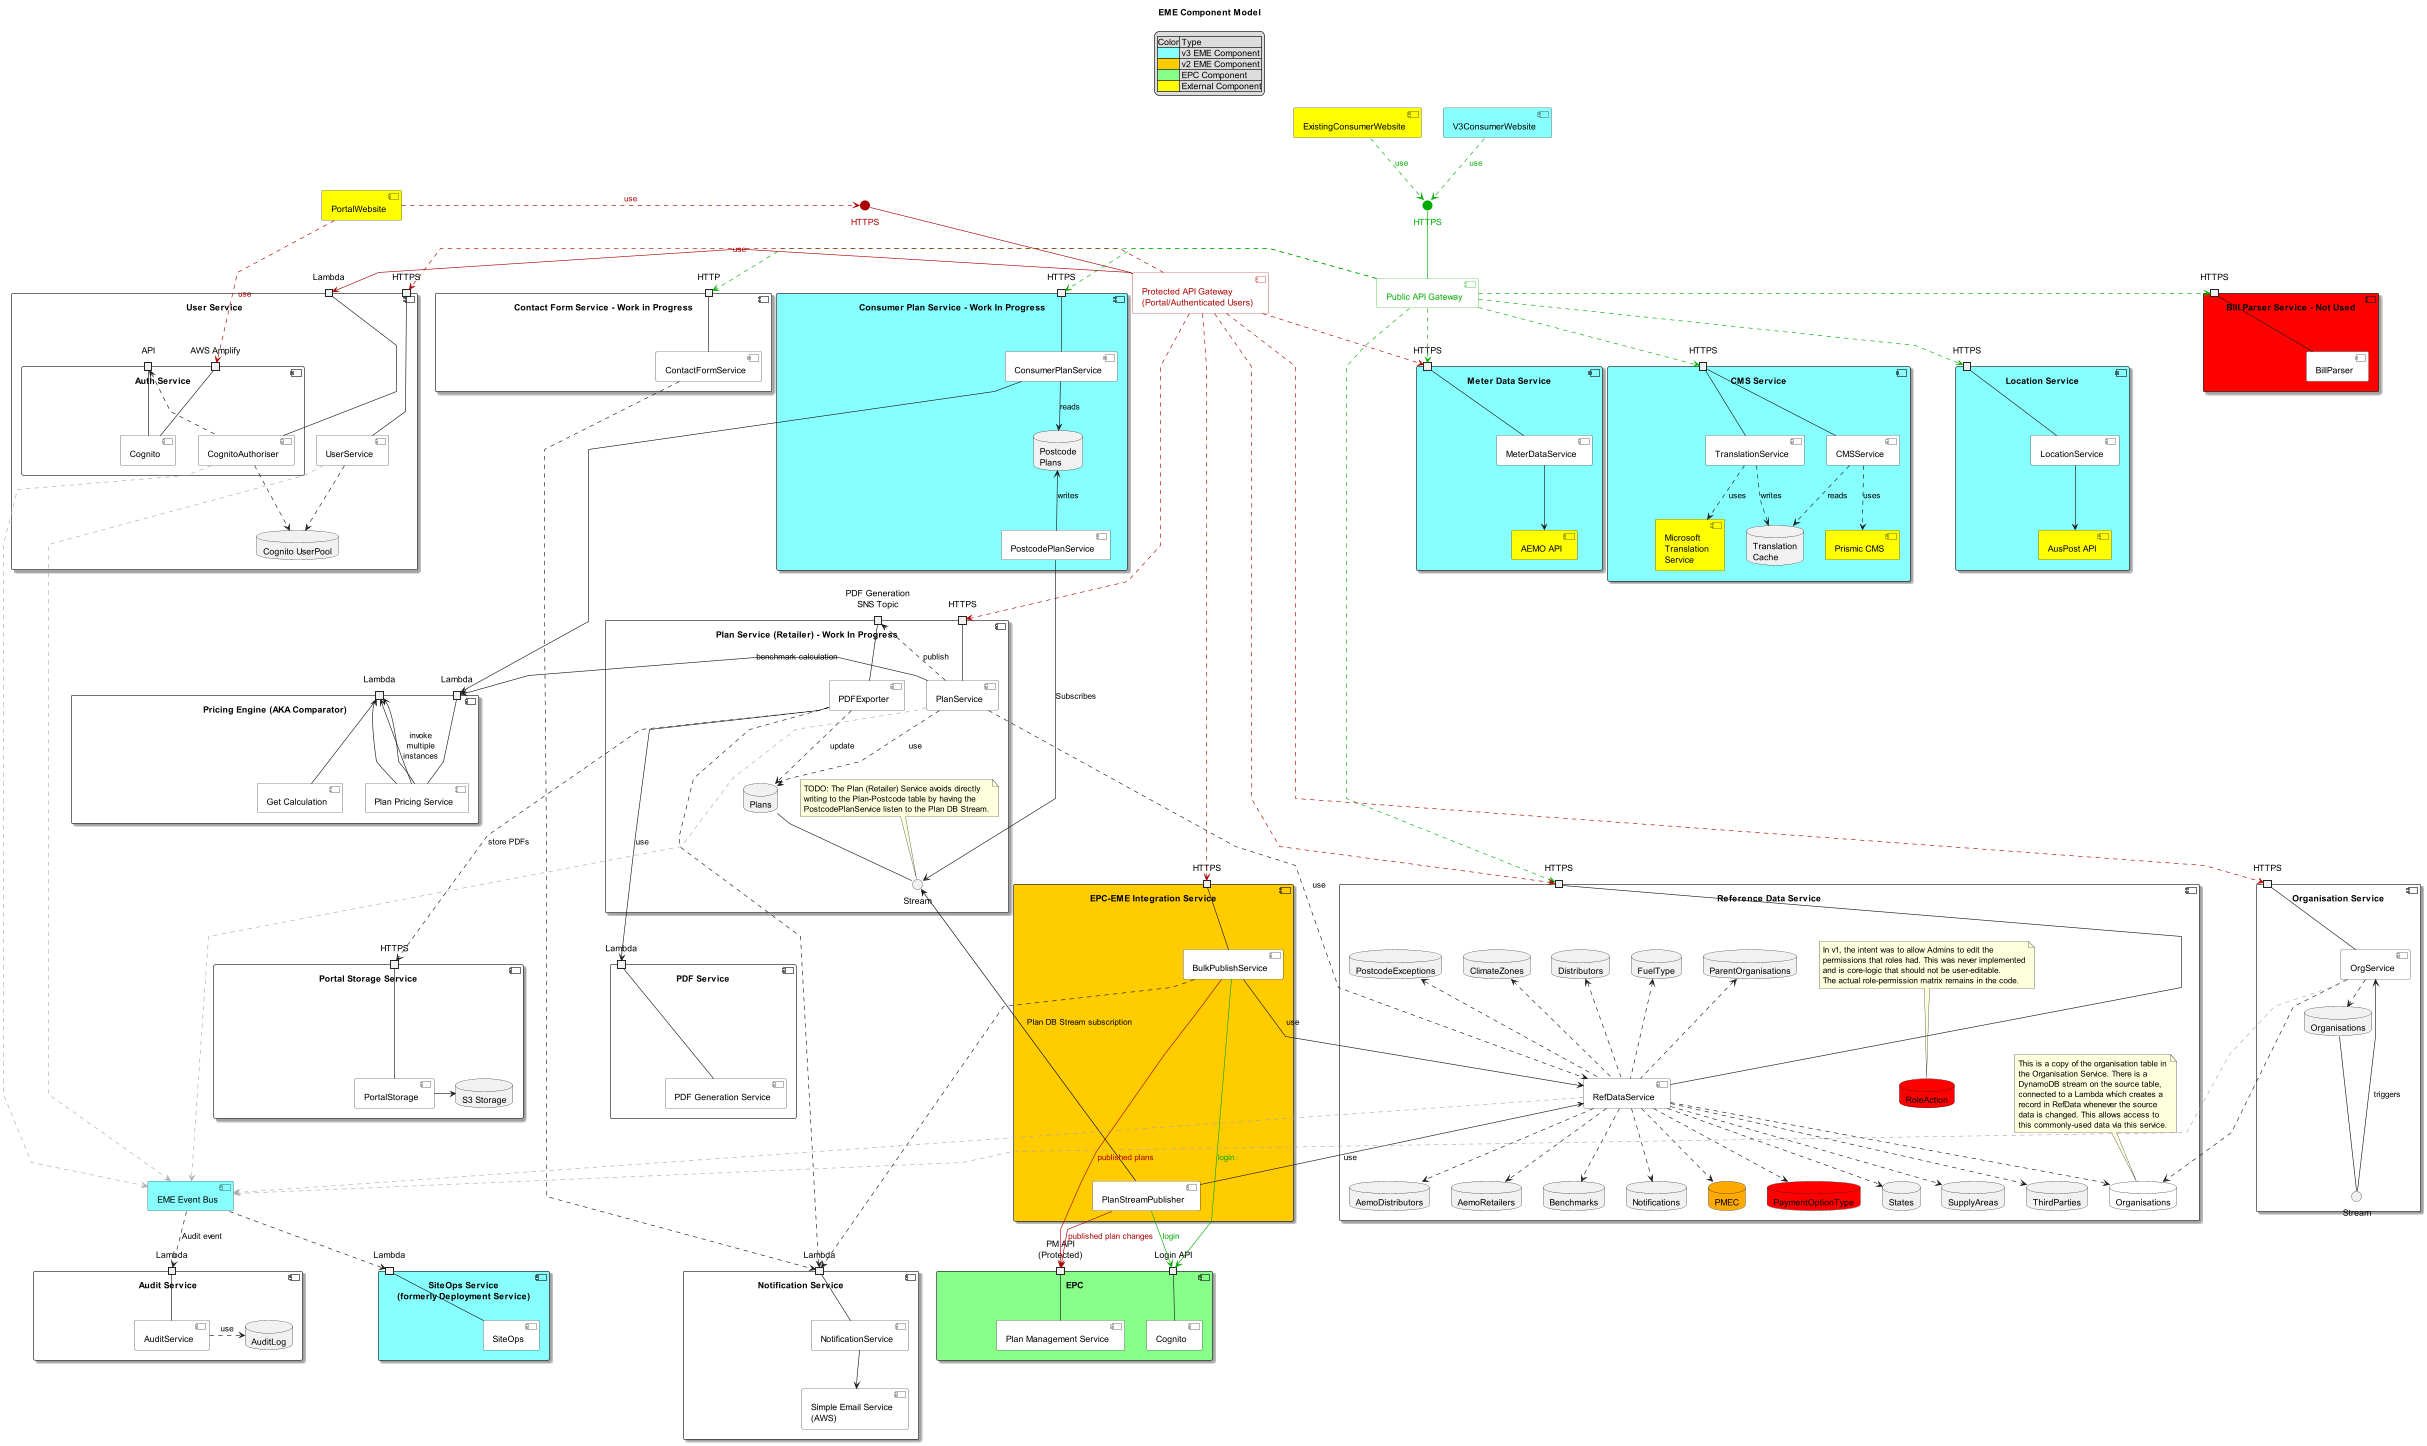 EME Component Model
Color Type
v3 EME Component
v2 EME Component
EPC Component
External Component
ExistingConsumerWebsite
V3ConsumerWebsite
use
use
PortalWebsite
use
HTTPS
HTTPS
use
Lambda
HTTPS
HTTP
HTTPS
HTTPS
Protected API Gateway
(Portal/Authenticated Users)
Public API Gateway
use
User Service
Contact Form Service - Work in Progress
Consumer Plan Service - Work In Progress
Bill Parser Service - Not Used
API
AWS Amplify
HTTPS
HTTPS
HTTPS
ContactFormService
ConsumerPlanService
BillParser
Auth Service
Meter Data Service
CMS Service
Location Service
reads
Cognito
CognitoAuthoriser
UserService
Postcode
Plans
MeterDataService
TranslationService
CMSService
LocationService
writes
uses
writes
reads
uses
Cognito UserPool
PostcodePlanService
AEMO API
Microsoft
Translation
Service
Translation
Cache
Prismic CMS
AusPost API
PDF Generation
SNS Topic
HTTPS
Plan Service (Retailer) - Work In Progress
benchmark calculation
publish
Lambda
Lambda
PDFExporter
PlanService
Subscribes
Pricing Engine (AKA Comparator)
invoke
multiple
instances
update
use
Get Calculation
Plan Pricing Service
Plans
TODO: The Plan (Retailer) Service avoids directly
writing to the Plan-Postcode table by having the
PostcodePlanService listen to the Plan DB Stream.
store PDFs
use
HTTPS
HTTPS
HTTPS
use
Stream
EPC-EME Integration Service
Reference Data Service
Organisation Service
HTTPS
Lambda
Portal Storage Service
PDF Service
BulkPublishService
PostcodeExceptions
ClimateZones
Distributors
FuelType
ParentOrganisations
In v1, the intent was to allow Admins to edit the
permissions that roles had. This was never implemented
and is core-logic that should not be user-editable.
The actual role-permission matrix remains in the code.
OrgService
Plan DB Stream subscription
use
Organisations
PortalStorage
S3 Storage
PDF Generation Service
RefDataService
RoleAction
This is a copy of the organisation table in
the Organisation Service. There is a
DynamoDB stream on the source table,
connected to a Lambda which creates a
record in RefData whenever the source
data is changed. This allows access to
this commonly-used data via this service.
triggers
published plans
login
use
EME Event Bus
PlanStreamPublisher
AemoDistributors
AemoRetailers
Benchmarks
Notifications
PMEC
PaymentOptionType
States
SupplyAreas
ThirdParties
Organisations
Stream
Audit event
published plan changes
login
Lambda
Lambda
Lambda
PM API
(Protected)
Login API
Audit Service
SiteOps Service
(formerly Deployment Service)
Notification Service
EPC
AuditService
use
AuditLog
SiteOps
NotificationService
Plan Management Service
Cognito
Simple Email Service
(AWS)